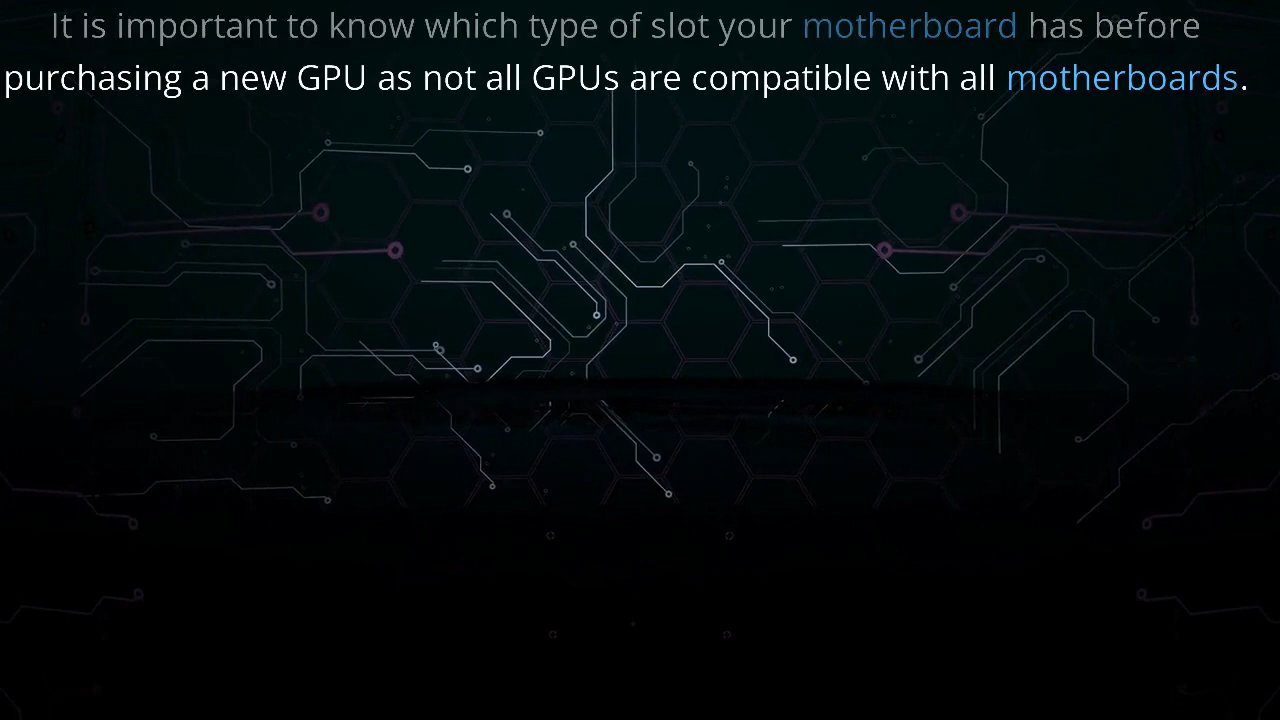 It is important to know which type of slot your motherboard has before
purchasing a new GPU as not all GPUs are compatible with all motherboards.